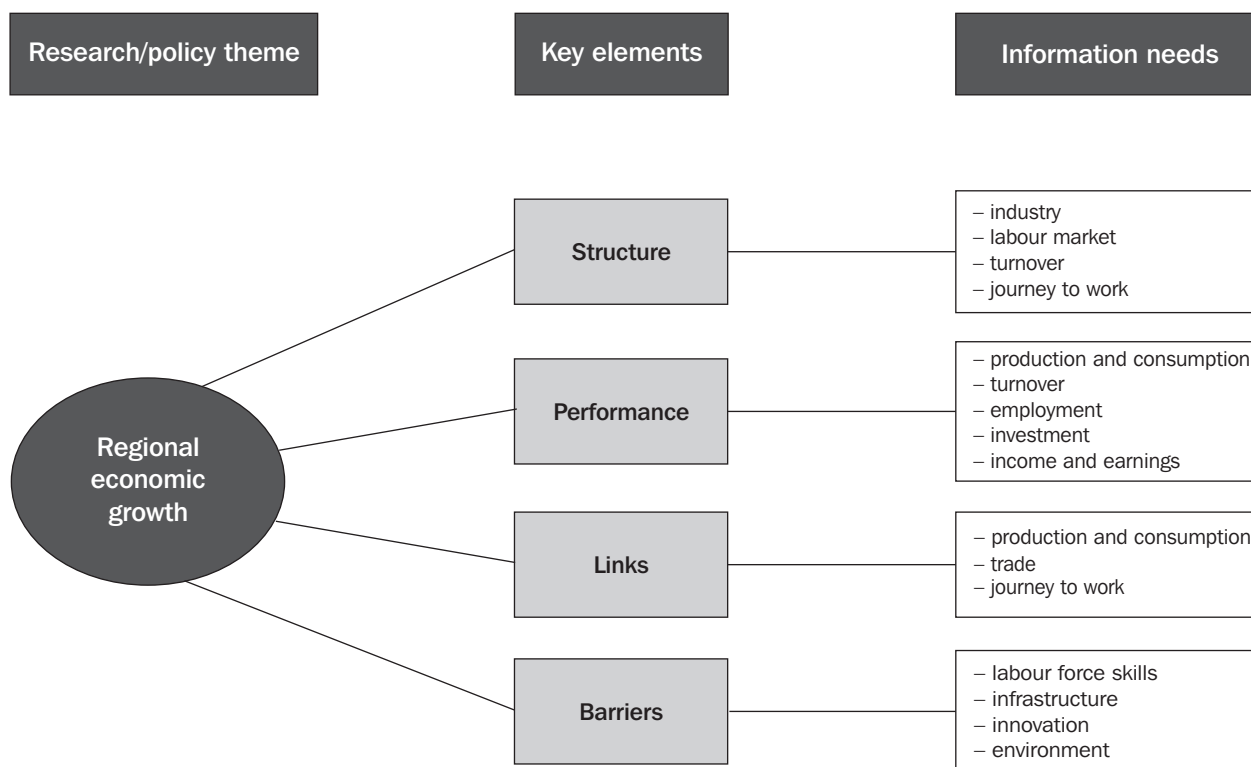 Research/policy theme
Key elements
Information needs
Regional
economic
growth
Structure
– industry
– labour market
– turnover
– journey to work
Performance
– production and consumption
– turnover
– employment
– investment
– income and earnings
Links
– production and consumption
– trade
– journey to work
Barriers
– labour force skills
– infrastructure
– innovation
– environment